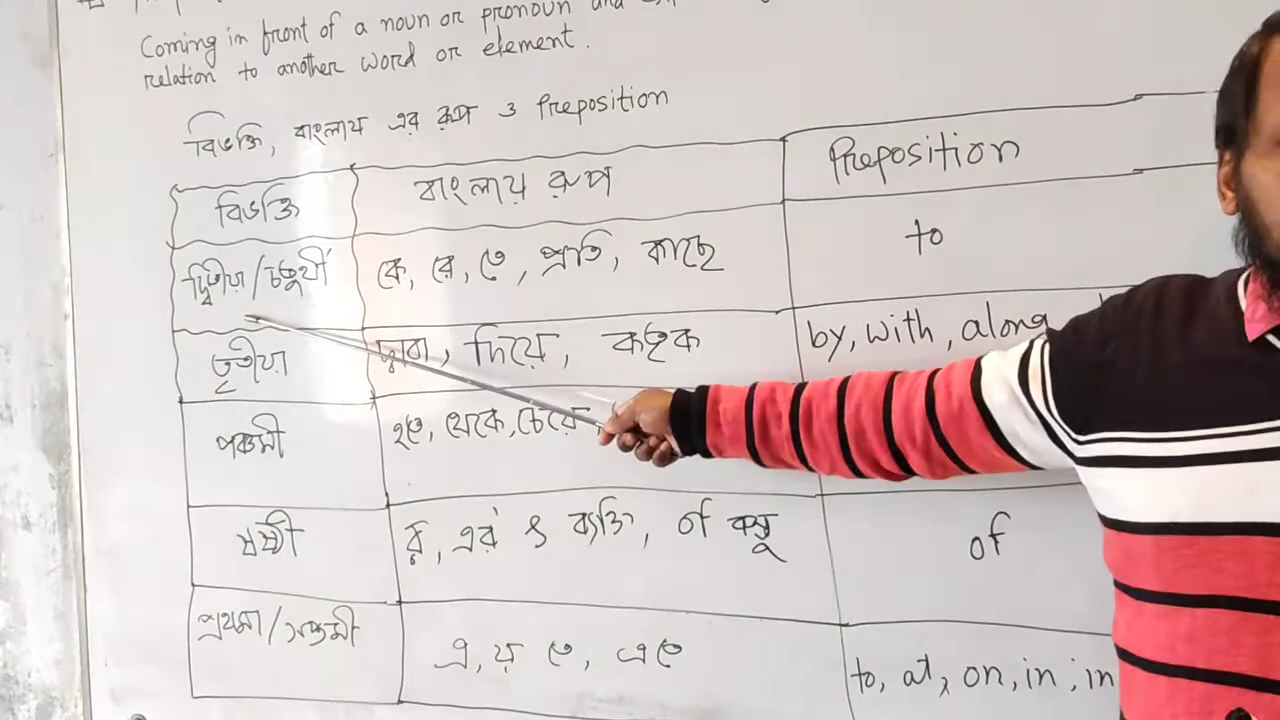 Coming in front of a noun or pronoun and
relation to another word or element.
বিভক্তি, বাংলায় এর রূপ ও Preposition
বিভক্তি বাংলায় রূপ Preposition
দ্বিতীয়া/চতুর্থী কে, রে, তে, প্রতি, কাছে to
তৃতীয়া দ্বারা, দিয়ে, কর্তৃক by, with, along
পঞ্চমী হতে, থেকে, চেয়ে
ষষ্ঠী র, এর ঃ ব্যক্তি, of বস্তু of
প্রথমা/সপ্তমী এ, য় তে, এতে to, at, on, in, in